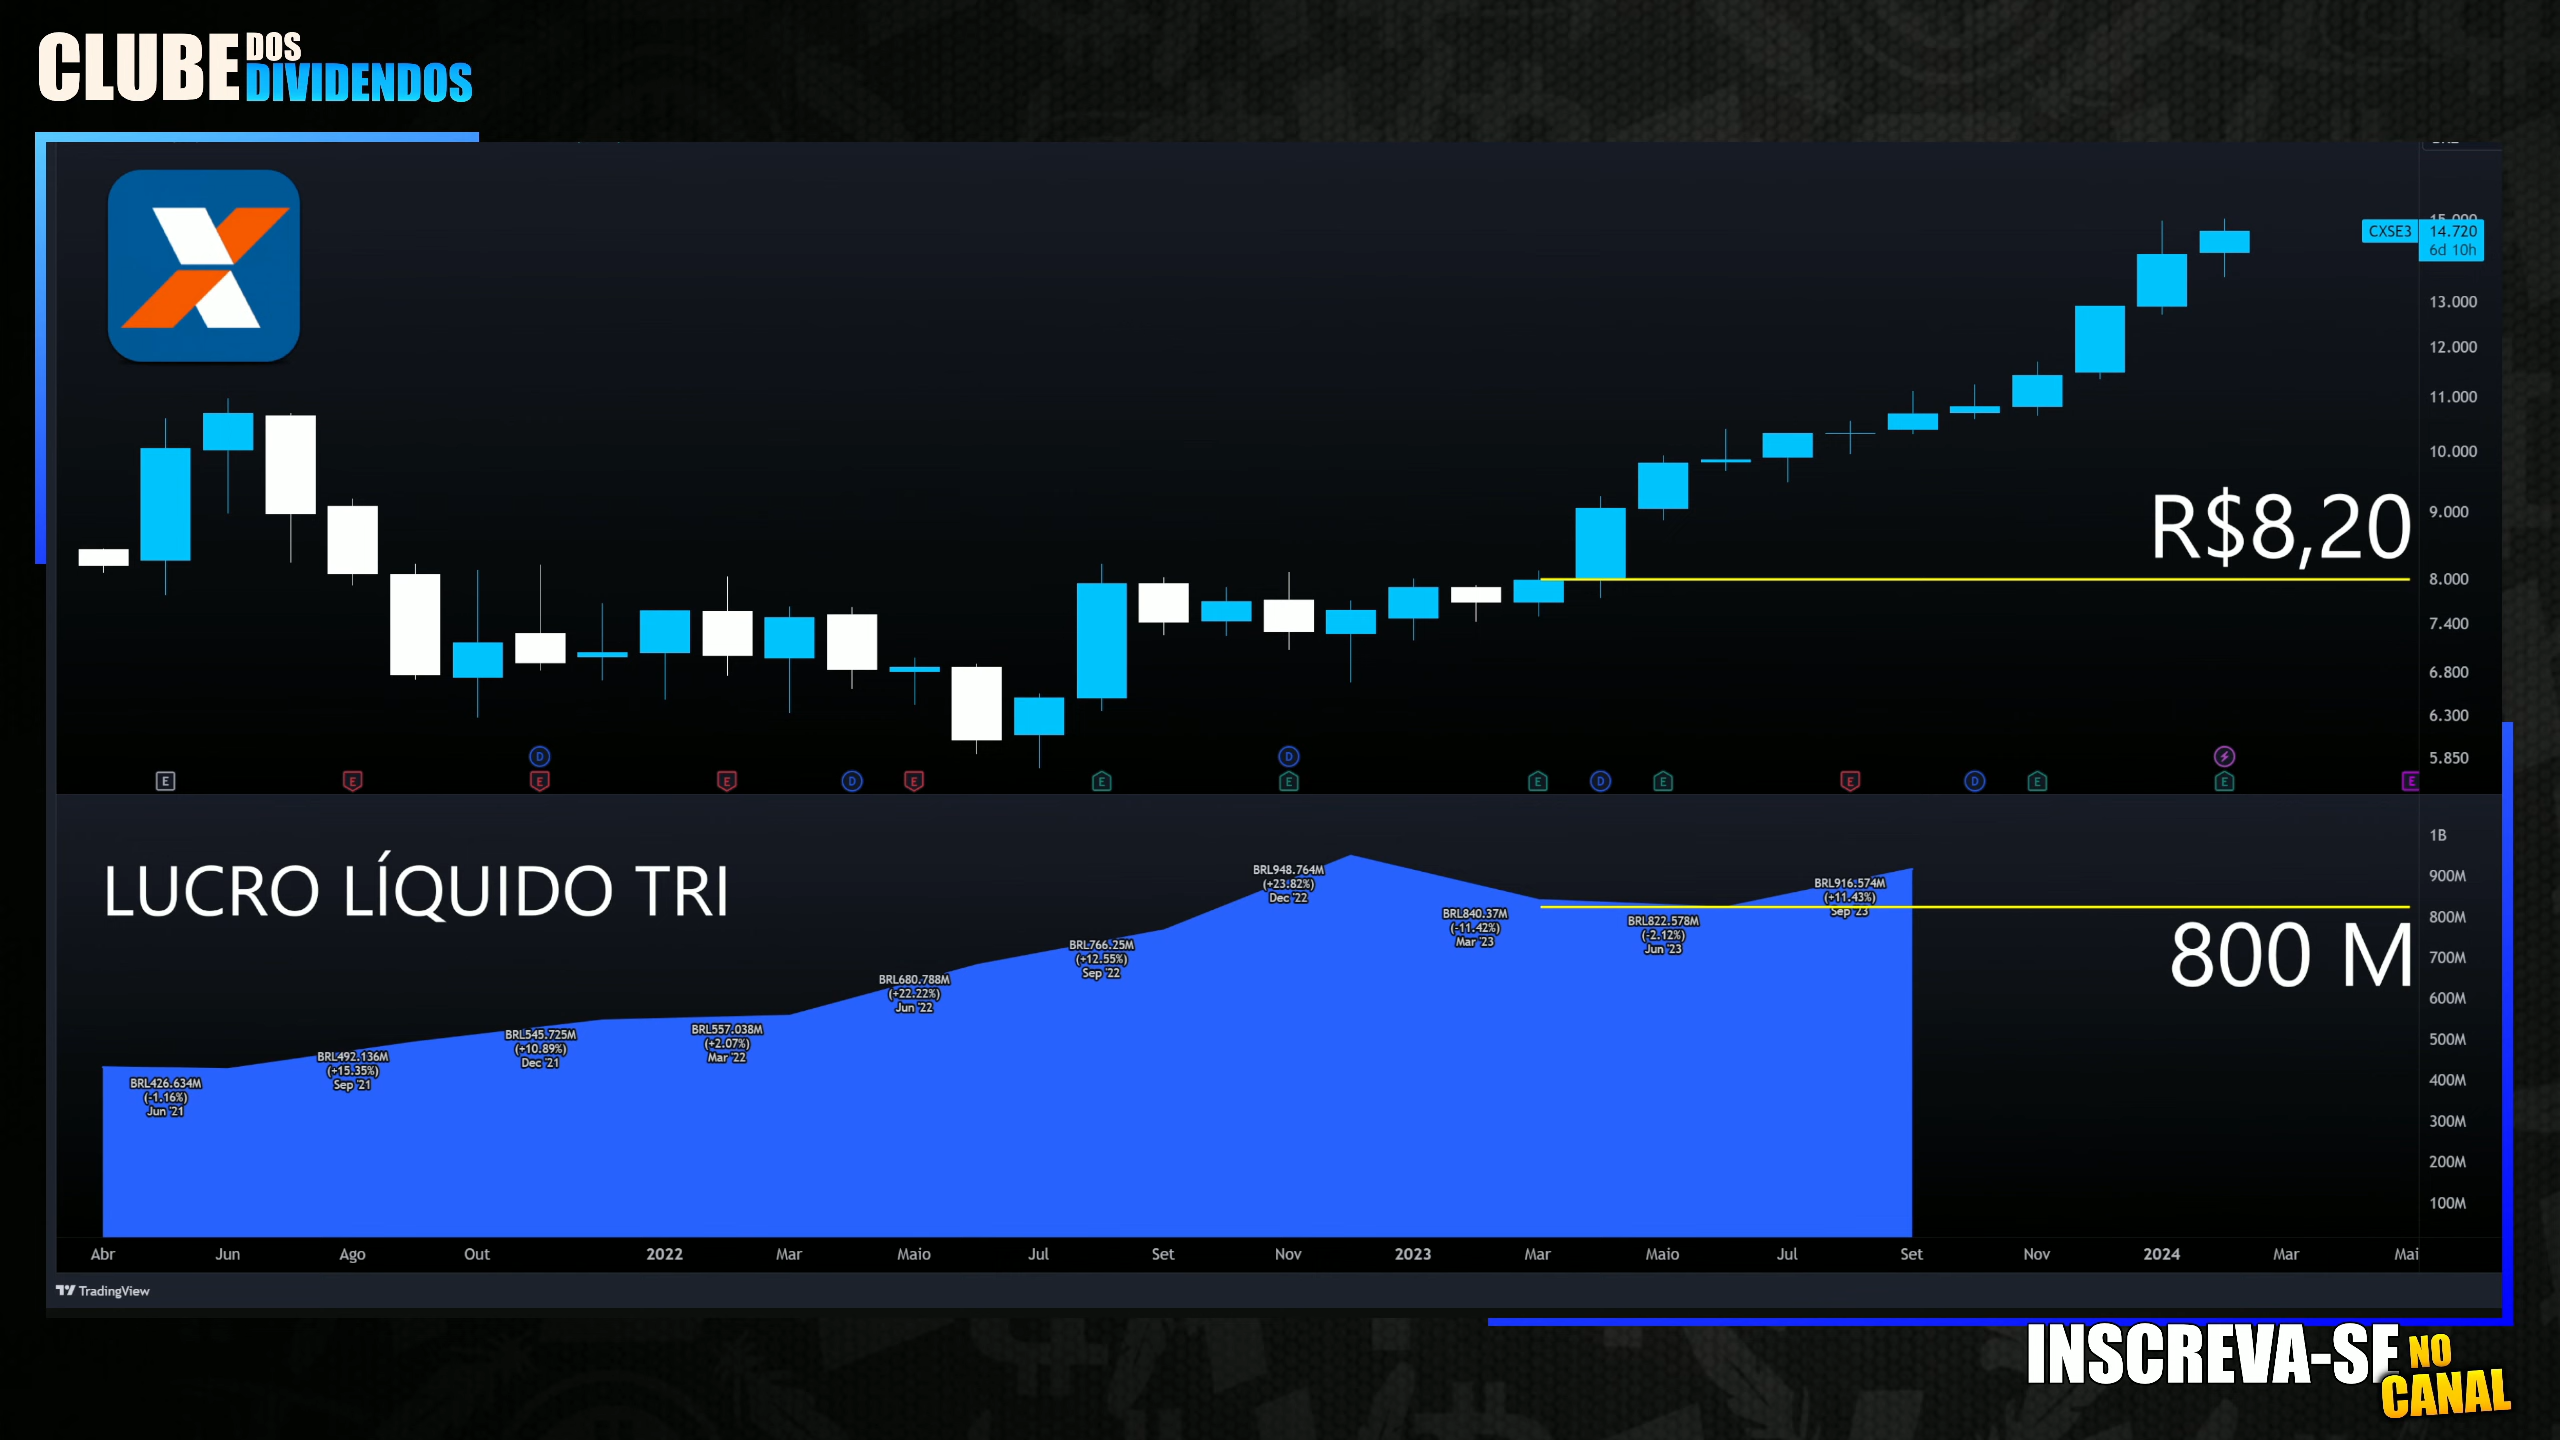 CLUBE DOS
DIVIDENDOS
15.000
CXSE3 14.720
6d 10h
13.000
12.000
11.000
10.000
R$8,20
9.000
8.000
7.400
6.800
6.300
5.850
D
D
E
E
E
E
D
E
E
E
E
D
E
E
D
E
E
E
LUCRO LÍQUIDO TRI
800 M
1B
900M
800M
700M
600M
500M
400M
300M
200M
100M
BRL426.634M
(-1.16%)
Jun '21
BRL492.136M
(+15.35%)
Sep '21
BRL545.725M
(+10.89%)
Dec '21
BRL557.038M
(+2.07%)
Mar '22
BRL680.788M
(+22.22%)
Jun '22
BRL766.25M
(+12.55%)
Sep '22
BRL948.764M
(+23.82%)
Dec '22
BRL840.37M
(-11.42%)
Mar '23
BRL822.578M
(-2.12%)
Jun '23
BRL916.574M
(+11.43%)
Sep '23
Abr Jun Ago Out 2022 Mar Maio Jul Set Nov 2023 Mar Maio Jul Set Nov 2024 Mar Mai
TradingView
INSCREVA-SE NO
CANAL